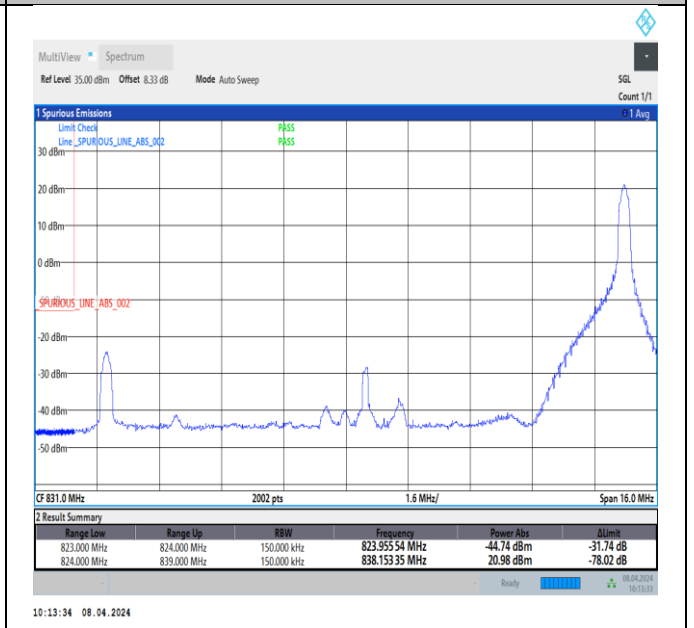 MultiView Spectrum
Ref Level 35.00 dBm Offset 8.33 dB Mode Auto Sweep SGL
Count 1/1
1 Spurious Emissions 1 Avg
Limit Check PASS
Line _SPURIOUS_LINE_ABS_002 PASS
30 dBm
20 dBm
10 dBm
0 dBm
_SPURIOUS_LINE_ABS_002
-20 dBm
-30 dBm
-40 dBm
-50 dBm
CF 831.0 MHz 2002 pts 1.6 MHz/ Span 16.0 MHz
2 Result Summary
Range Low Range Up RBW Frequency Power Abs ΔLimit
823.000 MHz 824.000 MHz 150.000 kHz 823.955 54 MHz -44.74 dBm -31.74 dB
824.000 MHz 839.000 MHz 150.000 kHz 838.153 35 MHz 20.98 dBm -78.02 dB
Ready 08.04.2024
10:13:33
10:13:34 08.04.2024